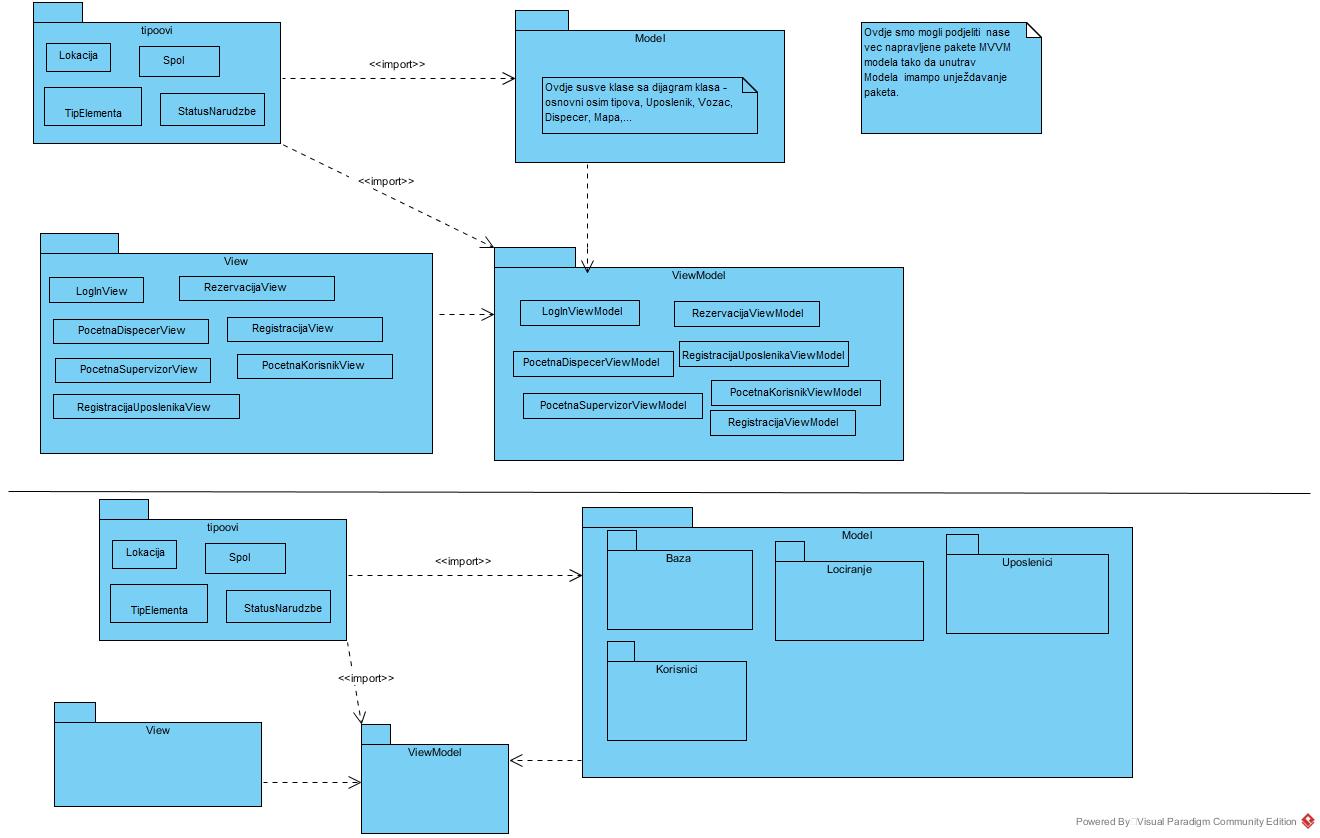 tipoovi
Lokacija
Spol
TipElementa
StatusNarudzbe
<<import>>
Model
Ovdje susve klase sa dijagram klasa -
osnovni osim tipova, Uposlenik, Vozac,
Dispecer, Mapa,...
Ovdje smo mogli podjeliti nase
vec napravljene pakete MVVM
modela tako da unutrav
Modela imampo unježdavanje
paketa.
<<import>>
View
LogInView
RezervacijaView
PocetnaDispecerView
RegistracijaView
PocetnaSupervizorView
PocetnaKorisnikView
RegistracijaUposlenikaView
ViewModel
LogInViewModel
RezervacijaViewModel
PocetnaDispecerViewModel
RegistracijaUposlenikaViewModel
PocetnaSupervizorViewModel
PocetnaKorisnikViewModel
RegistracijaViewModel
tipoovi
Lokacija
Spol
TipElementa
StatusNarudzbe
<<import>>
Model
Baza
Lociranje
Uposlenici
Korisnici
<<import>>
View
ViewModel
Powered By Visual Paradigm Community Edition